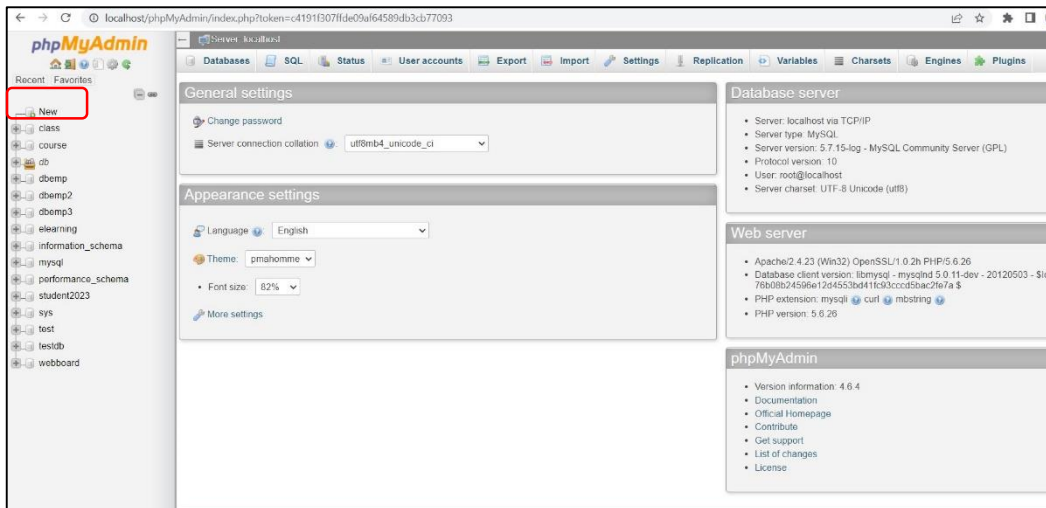 localhost/phpMyAdmin/index.php?token=c4191f307ffde09af64589db3cb77093
phpMyAdmin
Recent Favorites
New
class
course
db
dbemp
dbemp2
dbemp3
elearning
information_schema
mysql
performance_schema
student2023
sys
test
testdb
webboard
Server: localhost
Databases SQL Status User accounts Export Import Settings Replication Variables Charsets Engines Plugins
General settings
Change password
Server connection collation utf8mb4_unicode_ci
Appearance settings
Language English
Theme: pmahomme
• Font size: 82%
More settings
Database server
• Server: localhost via TCP/IP
• Server type: MySQL
• Server version: 5.7.15-log - MySQL Community Server (GPL)
• Protocol version: 10
• User: root@localhost
• Server charset: UTF-8 Unicode (utf8)
Web server
• Apache/2.4.23 (Win32) OpenSSL/1.0.2h PHP/5.6.26
• Database client version: libmysql - mysqlnd 5.0.11-dev - 20120503 -
76b08b24596e12d4553bd41fc93cccd5bac2fe7a $
• PHP extension: mysqli curl mbstring
• PHP version: 5.6.26
phpMyAdmin
• Version information: 4.6.4
• Documentation
• Official Homepage
• Contribute
• Get support
• List of changes
• License